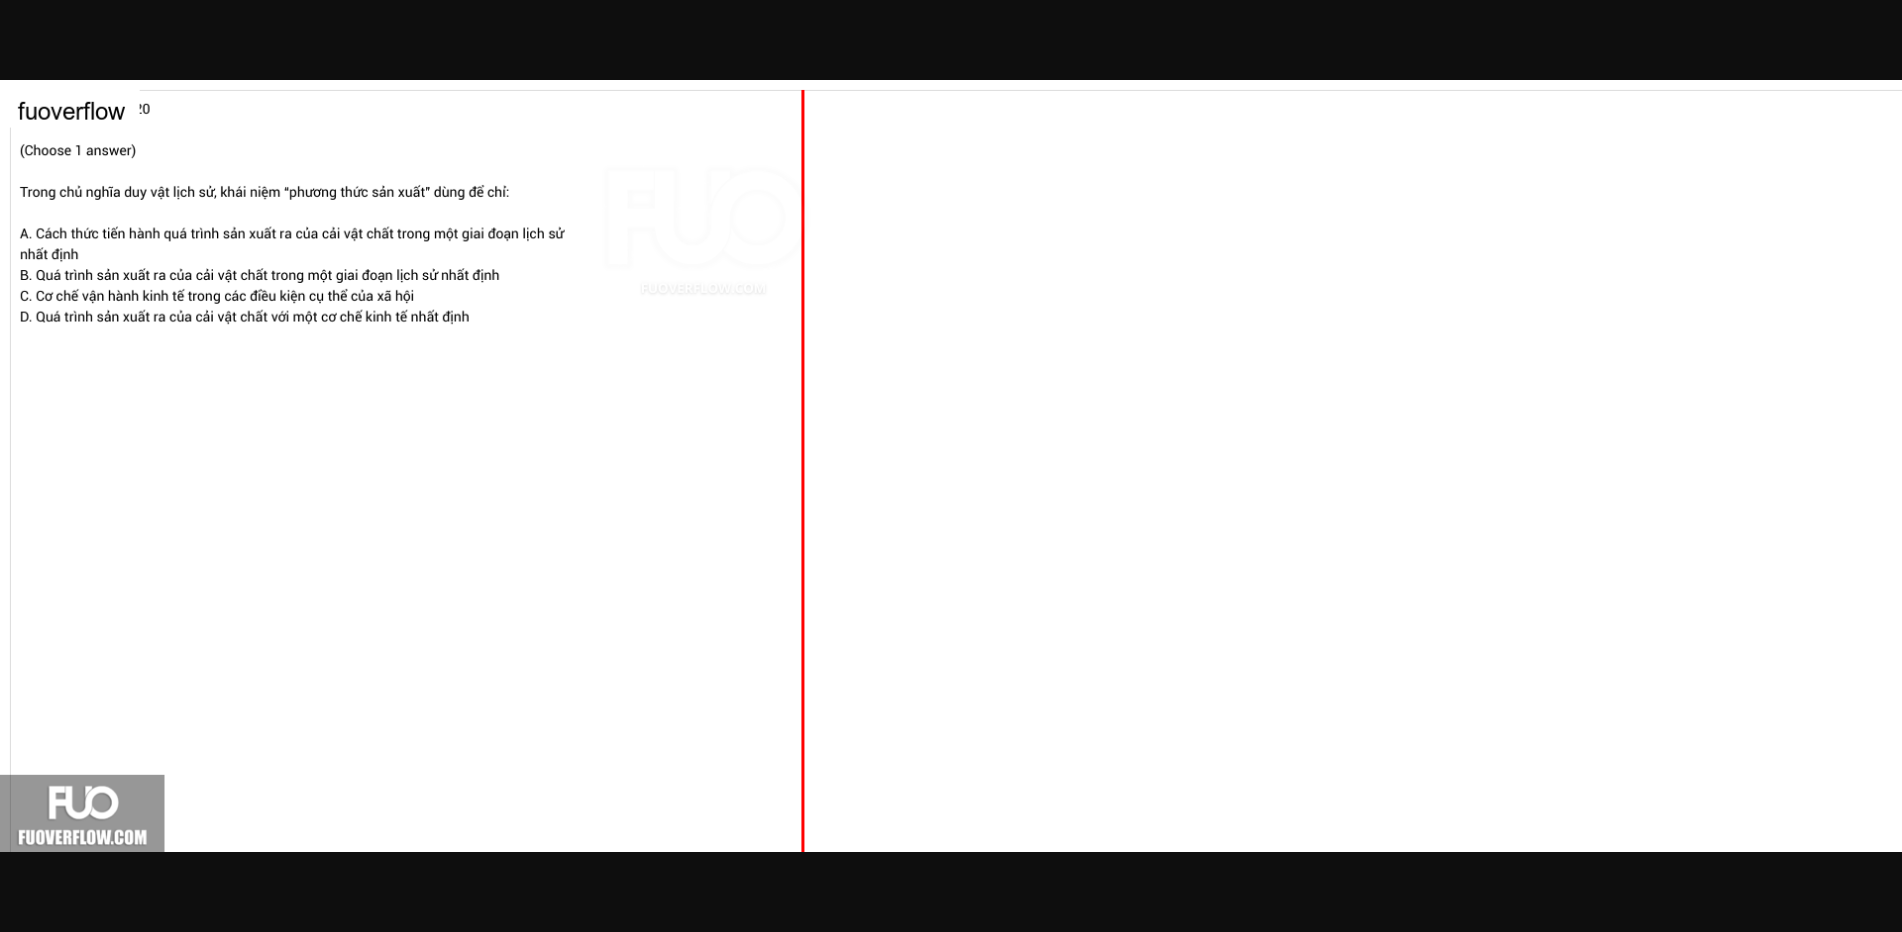 fuoverflow
20
(Choose 1 answer)
Trong chủ nghĩa duy vật lịch sử, khái niệm “phương thức sản xuất” dùng để chỉ:
A. Cách thức tiến hành quá trình sản xuất ra của cải vật chất trong một giai đoạn lịch sử
nhất định
B. Quá trình sản xuất ra của cải vật chất trong một giai đoạn lịch sử nhất định
C. Cơ chế vận hành kinh tế trong các điều kiện cụ thể của xã hội
D. Quá trình sản xuất ra của cải vật chất với một cơ chế kinh tế nhất định
FUO
FUOVERFLOW.COM
FUO
FUOVERFLOW.COM